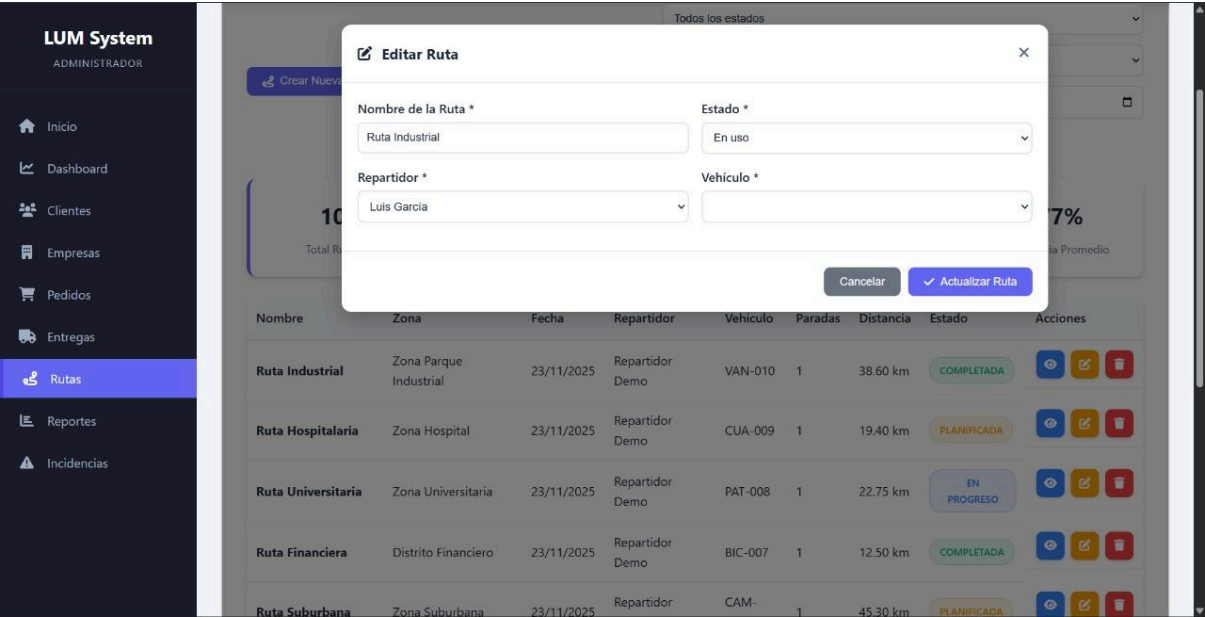 LUM System
ADMINISTRADOR
Inicio
Dashboard
Clientes
Empresas
Pedidos
Entregas
Rutas
Reportes
Incidencias
Todos los estados
Crear Nueva
Editar Ruta
Nombre de la Ruta *
Estado *
Ruta Industrial
En uso
Repartidor *
Vehículo *
Luis García
Cancelar
Actualizar Ruta
10
Total R
77%
ia Promedio
Nombre Zona Fecha Repartidor Vehículo Paradas Distancia Estado Acciones
Ruta Industrial Zona Parque Industrial 23/11/2025 Repartidor Demo VAN-010 1 38.60 km COMPLETADA
Ruta Hospitalaria Zona Hospital 23/11/2025 Repartidor Demo CUA-009 1 19.40 km PLANIFICADA
Ruta Universitaria Zona Universitaria 23/11/2025 Repartidor Demo PAT-008 1 22.75 km EN PROGRESO
Ruta Financiera Distrito Financiero 23/11/2025 Repartidor Demo BIC-007 1 12.50 km COMPLETADA
Ruta Suburbana Zona Suburbana 23/11/2025 Repartidor CAM- 1 45.30 km PLANIFICADA